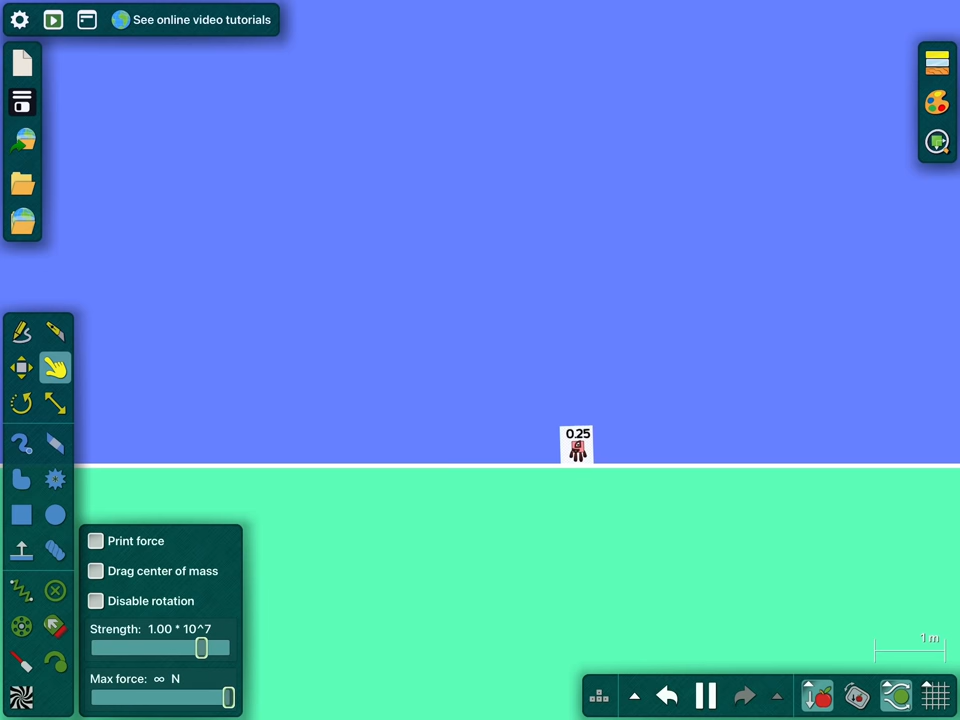 See online video tutorials
0.25
Print force
Drag center of mass
Disable rotation
Strength: 1.00 * 10^7
Max force: ∞ N
1 m